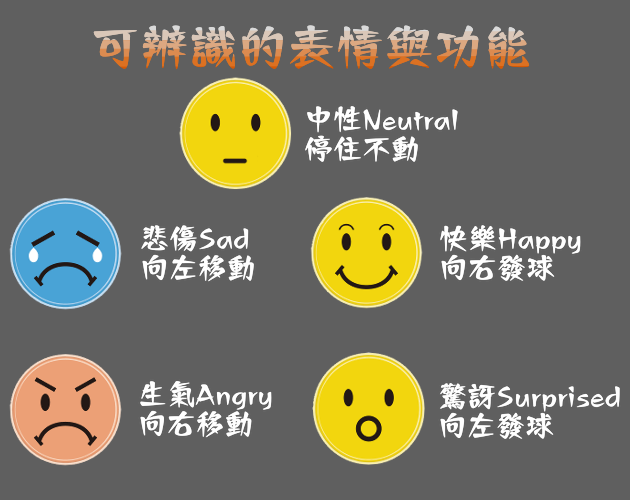 可辨識的表情與功能
中性Neutral
停住不動
悲傷Sad
向左移動
快樂Happy
向右發球
生氣Angry
向右移動
驚訝Surprised
向左發球